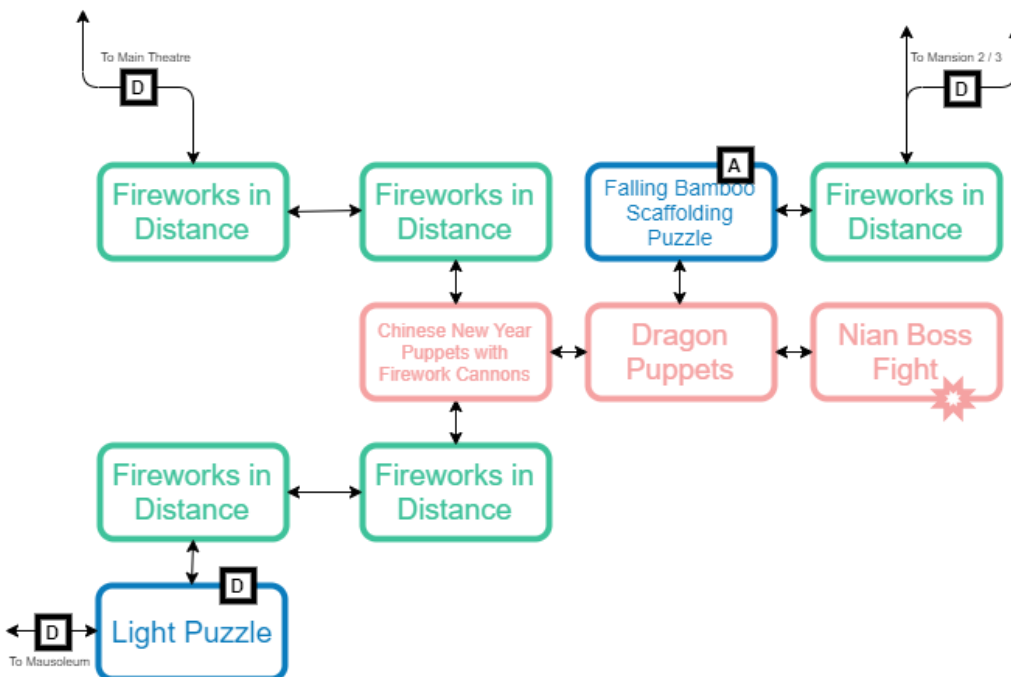 To Main Theatre
D
To Mansion 2 / 3
D
Fireworks in
Distance
Fireworks in
Distance
A
Falling Bamboo
Scaffolding
Puzzle
Fireworks in
Distance
Chinese New Year
Puppets with
Firework Cannons
Dragon
Puppets
Nian Boss
Fight
Fireworks in
Distance
Fireworks in
Distance
D
Light Puzzle
D
To Mausoleum